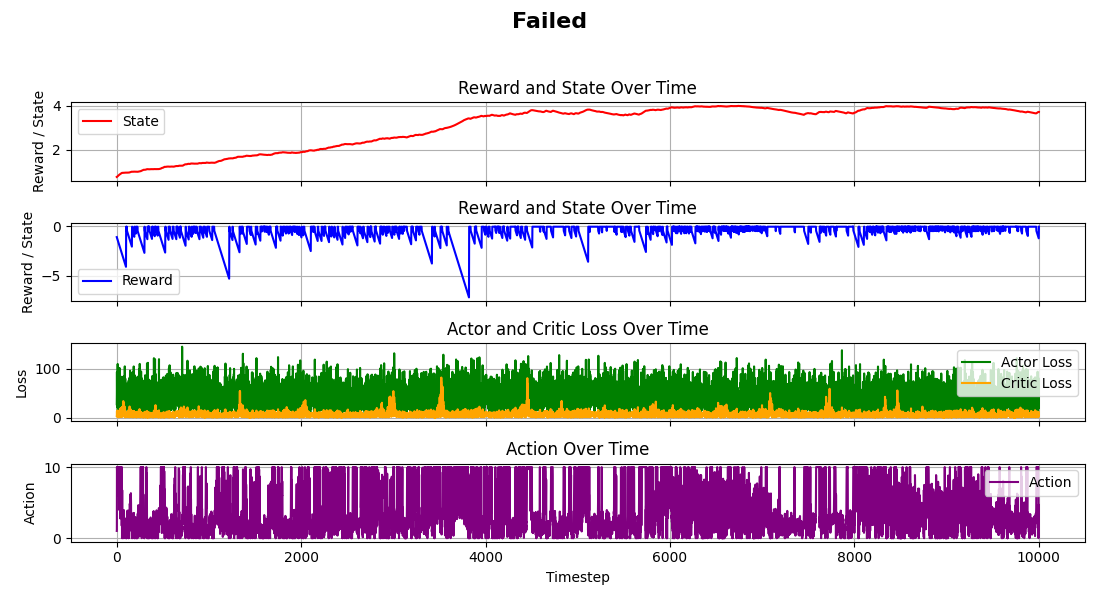 Failed
Reward and State Over Time
Reward / State
4
2
State
Reward and State Over Time
Reward / State
0
−5
Reward
Actor and Critic Loss Over Time
Loss
100
0
Actor Loss
Critic Loss
Action Over Time
Action
10
0
Action
0 2000 4000 6000 8000 10000
Timestep